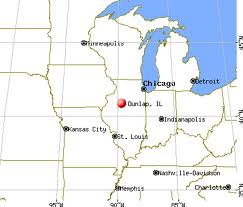 Minneapolis
Chicago
Detroit
Dunlap, IL
Indianapolis
Kansas City
St. Louis
Nashville-Davidson
Memphis
Charlotte